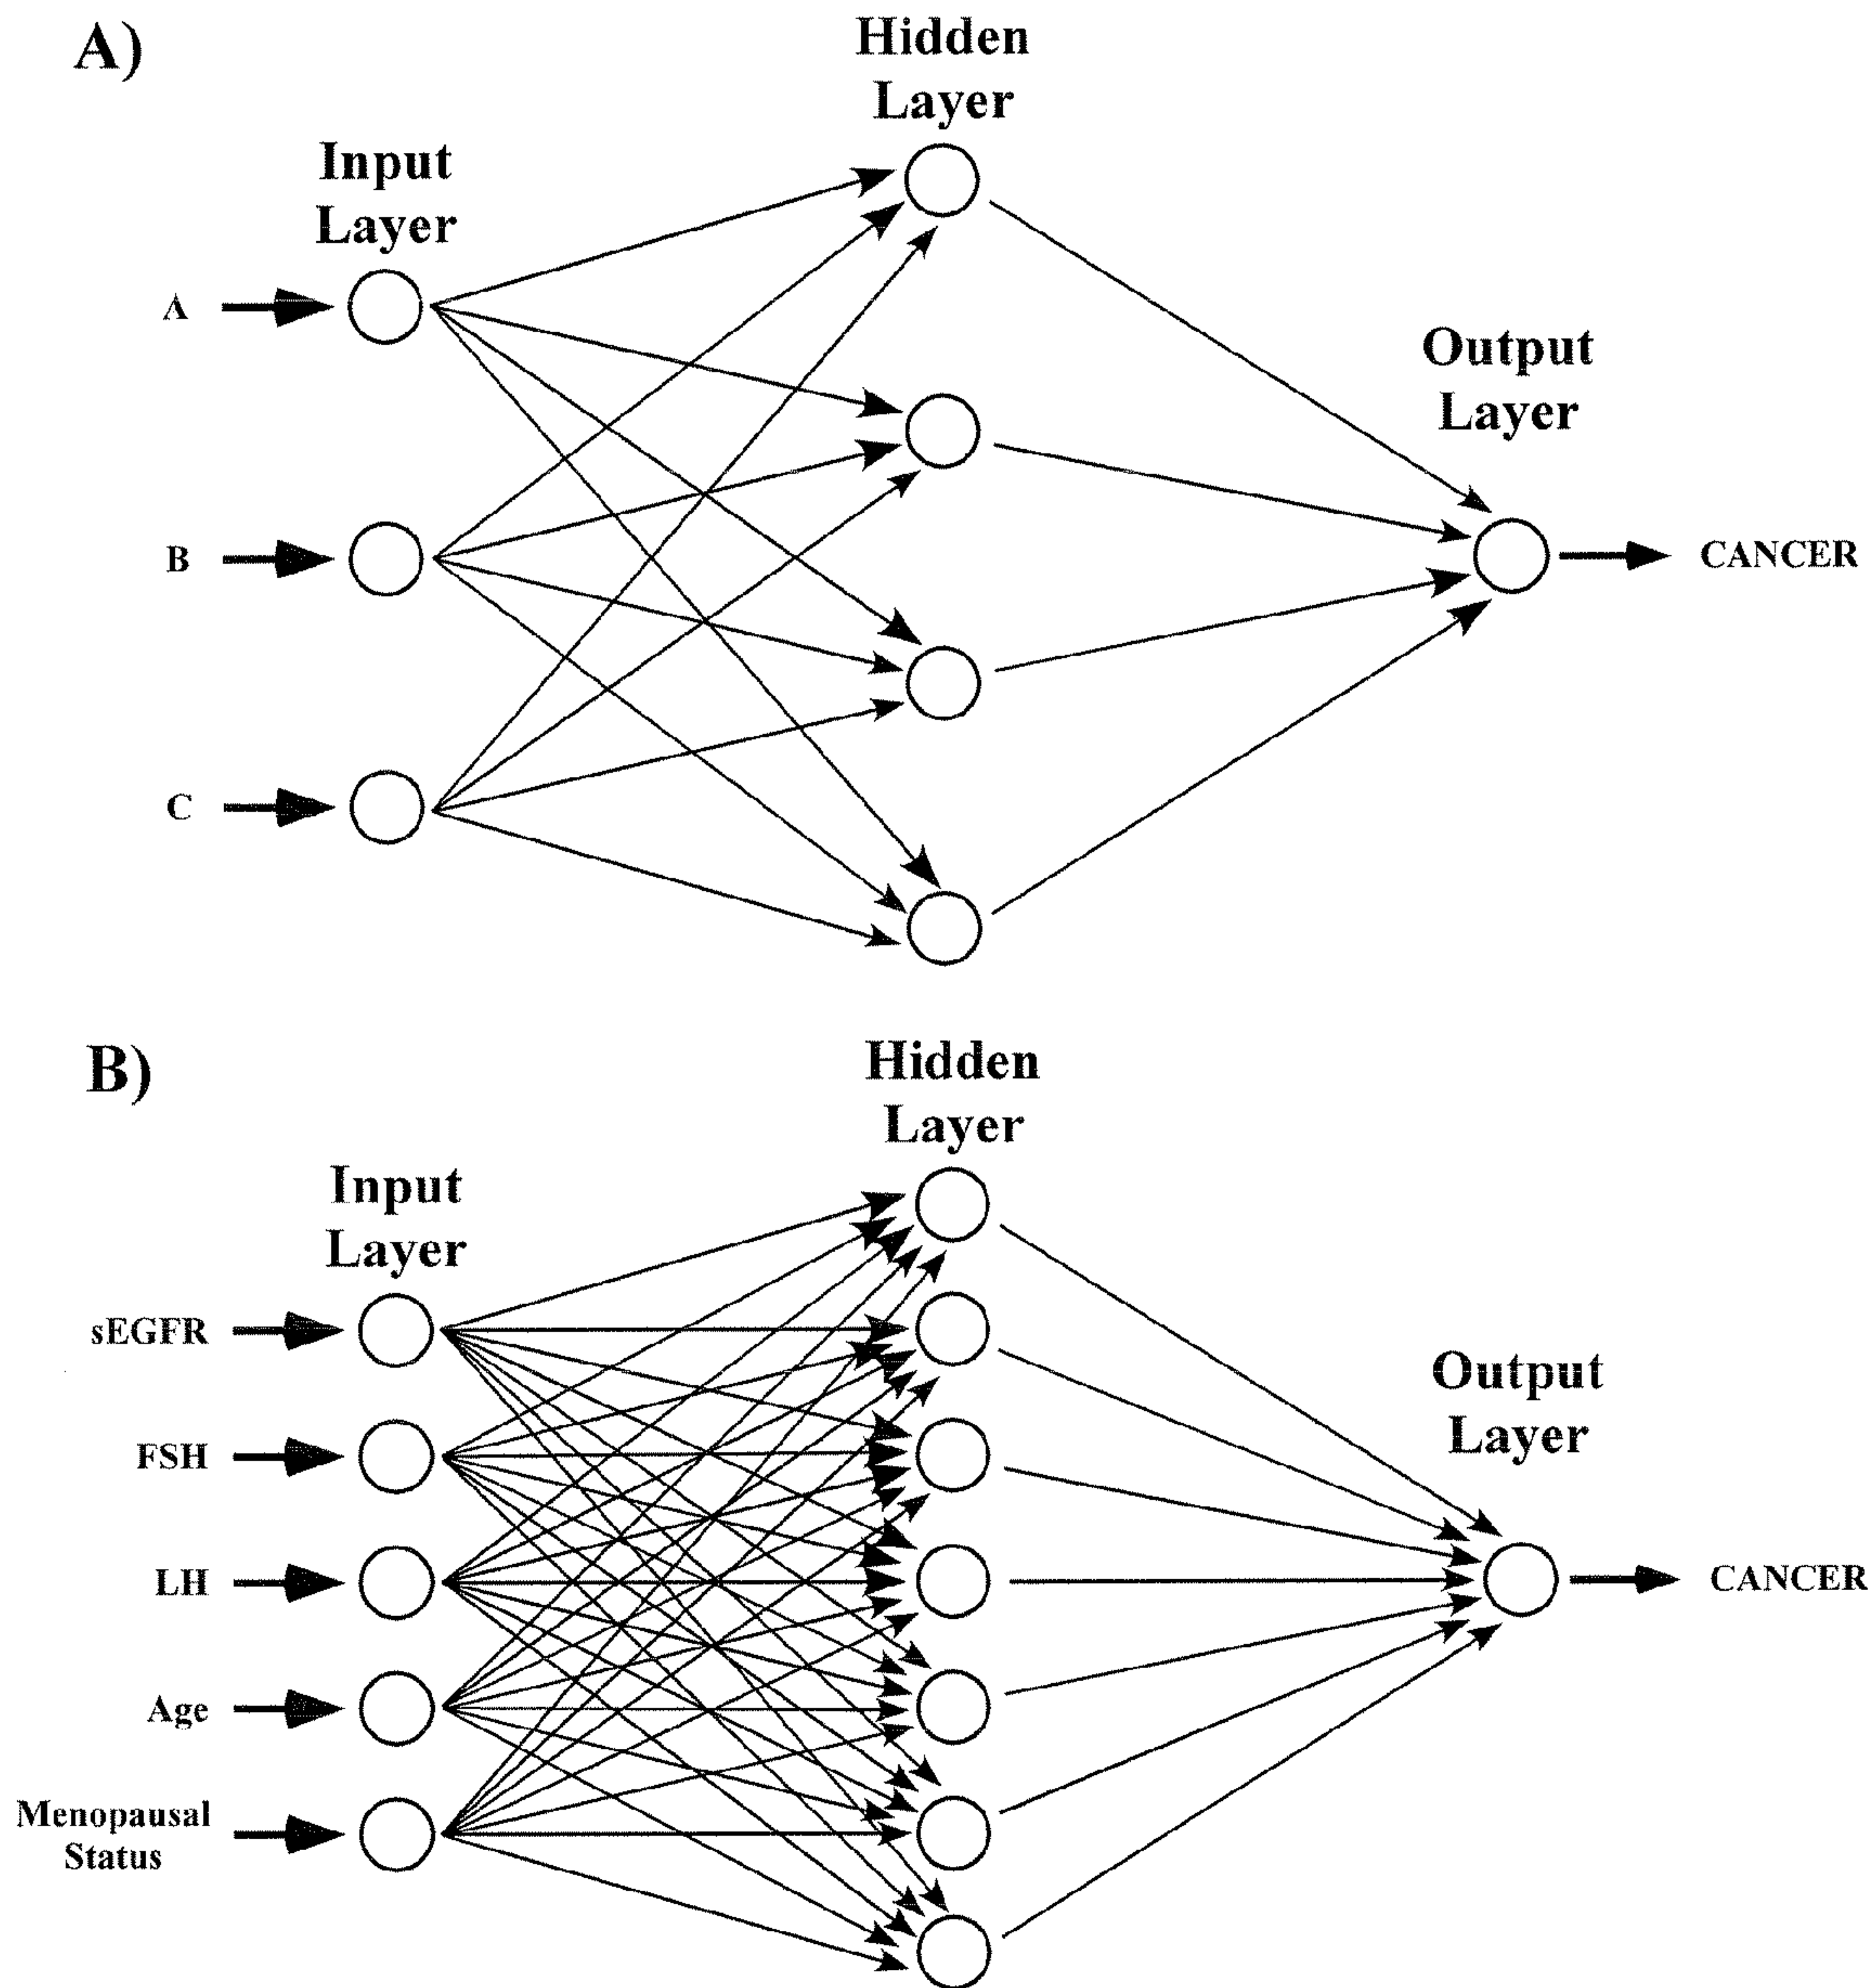 A)
Hidden
Layer
Input
Layer
A
Output
Layer
B
CANCER
C
B)
Hidden
Layer
Input
Layer
sEGFR
Output
Layer
FSH
LH
CANCER
Age
Menopausal
Status